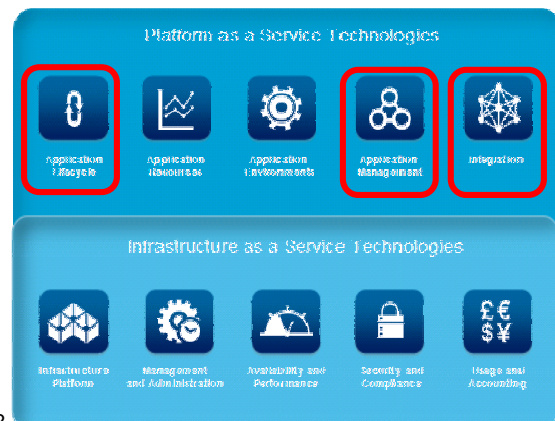 Platform as a Service Technologies
Application
Lifecycle
Application
Resources
Application
Environments
Application
Management
Integration
Infrastructure as a Service Technologies
Infrastructure
Platform
Management
and Administration
Availability and
Performance
Security and
Compliance
£ €
$ ¥
Usage and
Accounting